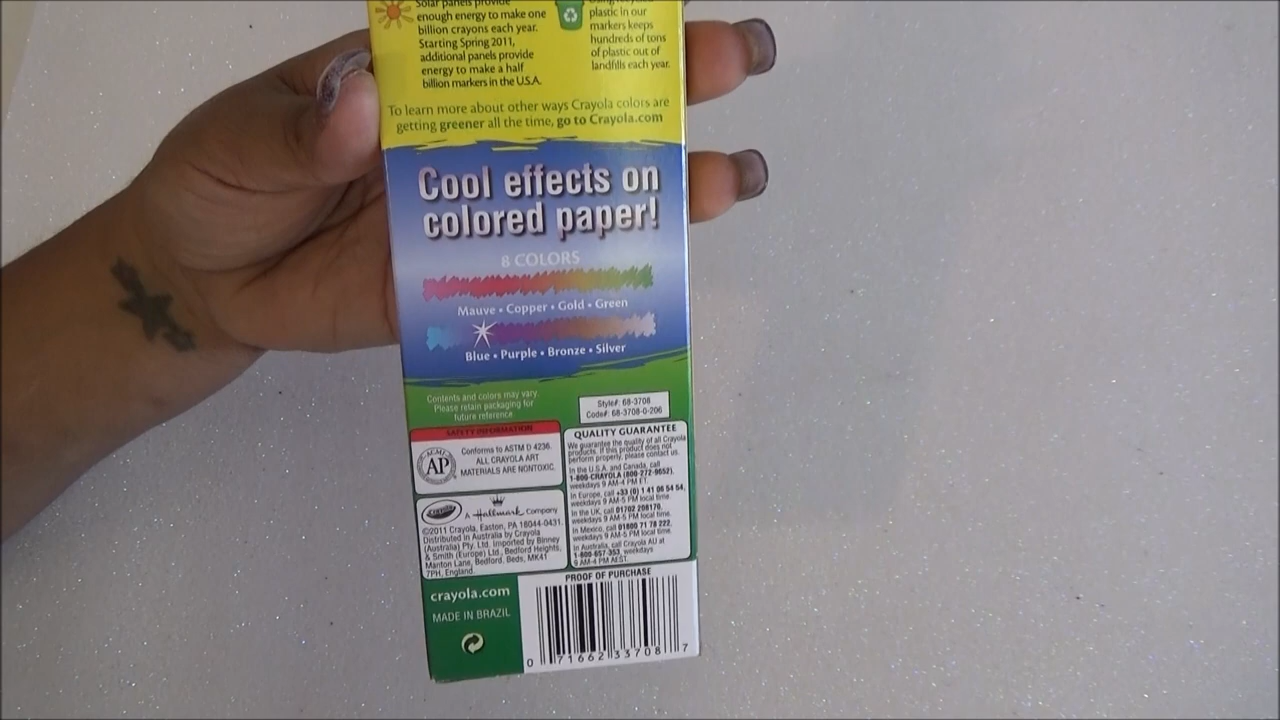 Solar panels provide
enough energy to make one
billion crayons each year.
Starting Spring 2011,
additional panels provide
energy to make a half
billion markers in the U.S.A.
plastic in our
markers keeps
hundreds of tons
of plastic out of
landfills each year.
To learn more about other ways Crayola colors are
getting greener all the time, go to Crayola.com
Cool effects on
colored paper!
8 COLORS
Mauve • Copper • Gold • Green
Blue • Purple • Bronze • Silver
Contents and colors may vary.
Please retain packaging for
future reference.
Style#: 68-3708
Code#: 68-3708-0-206
SAFETY INFORMATION
ACMI
AP
Conforms to ASTM D 4236.
ALL CRAYOLA ART
MATERIALS ARE NONTOXIC.
Crayola
A Hallmark Company
©2011 Crayola, Easton, PA 18044-0431.
Distributed in Australia by Crayola
(Australia) Pty. Ltd. Imported by Binney
& Smith (Europe) Ltd., Bedford Heights,
Manton Lane, Bedford. Beds, MK41
7PH, England.
QUALITY GUARANTEE
We guarantee the quality of all Crayola
products. If this product does not
perform properly, please contact us.
In the U.S.A. and Canada, call
1-800-CRAYOLA (800-272-9652),
weekdays 9 AM-4 PM ET.
In Europe, call +33 (0) 1 41 06 54 54,
weekdays 9 AM-5 PM local time.
In the UK, call 01702 208170,
weekdays 9 AM-5 PM local time.
In Mexico, call 01800 71 78 222,
weekdays 9 AM-5 PM local time.
In Australia, call Crayola AU at
1-800-657-353, weekdays
9 AM-4 PM AEST.
crayola.com
MADE IN BRAZIL
PROOF OF PURCHASE
0 71662 33708 7